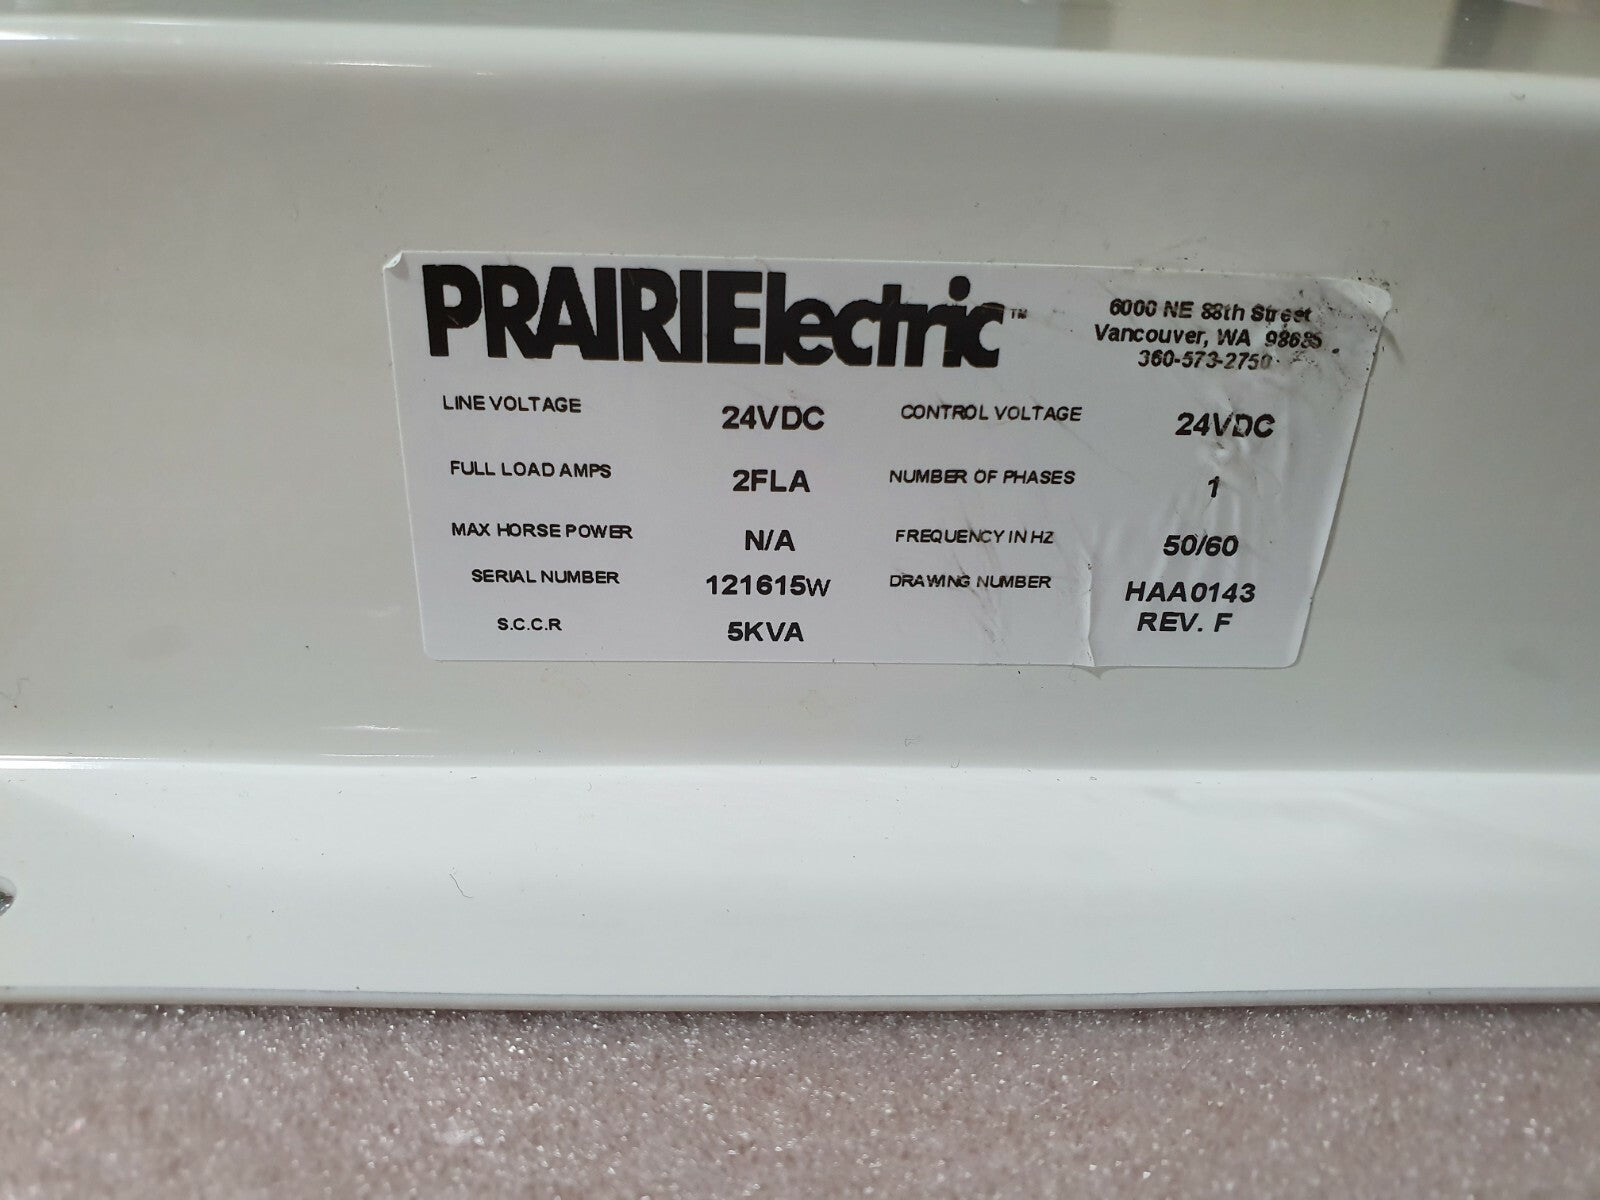 PRAIRIElectric™
6000 NE 88th Street
Vancouver, WA 98665
360-573-2750
LINE VOLTAGE 24VDC CONTROL VOLTAGE 24VDC
FULL LOAD AMPS 2FLA NUMBER OF PHASES 1
MAX HORSE POWER N/A FREQUENCY IN HZ 50/60
SERIAL NUMBER 121615W DRAWING NUMBER HAA0143
REV. F
S.C.C.R 5KVA